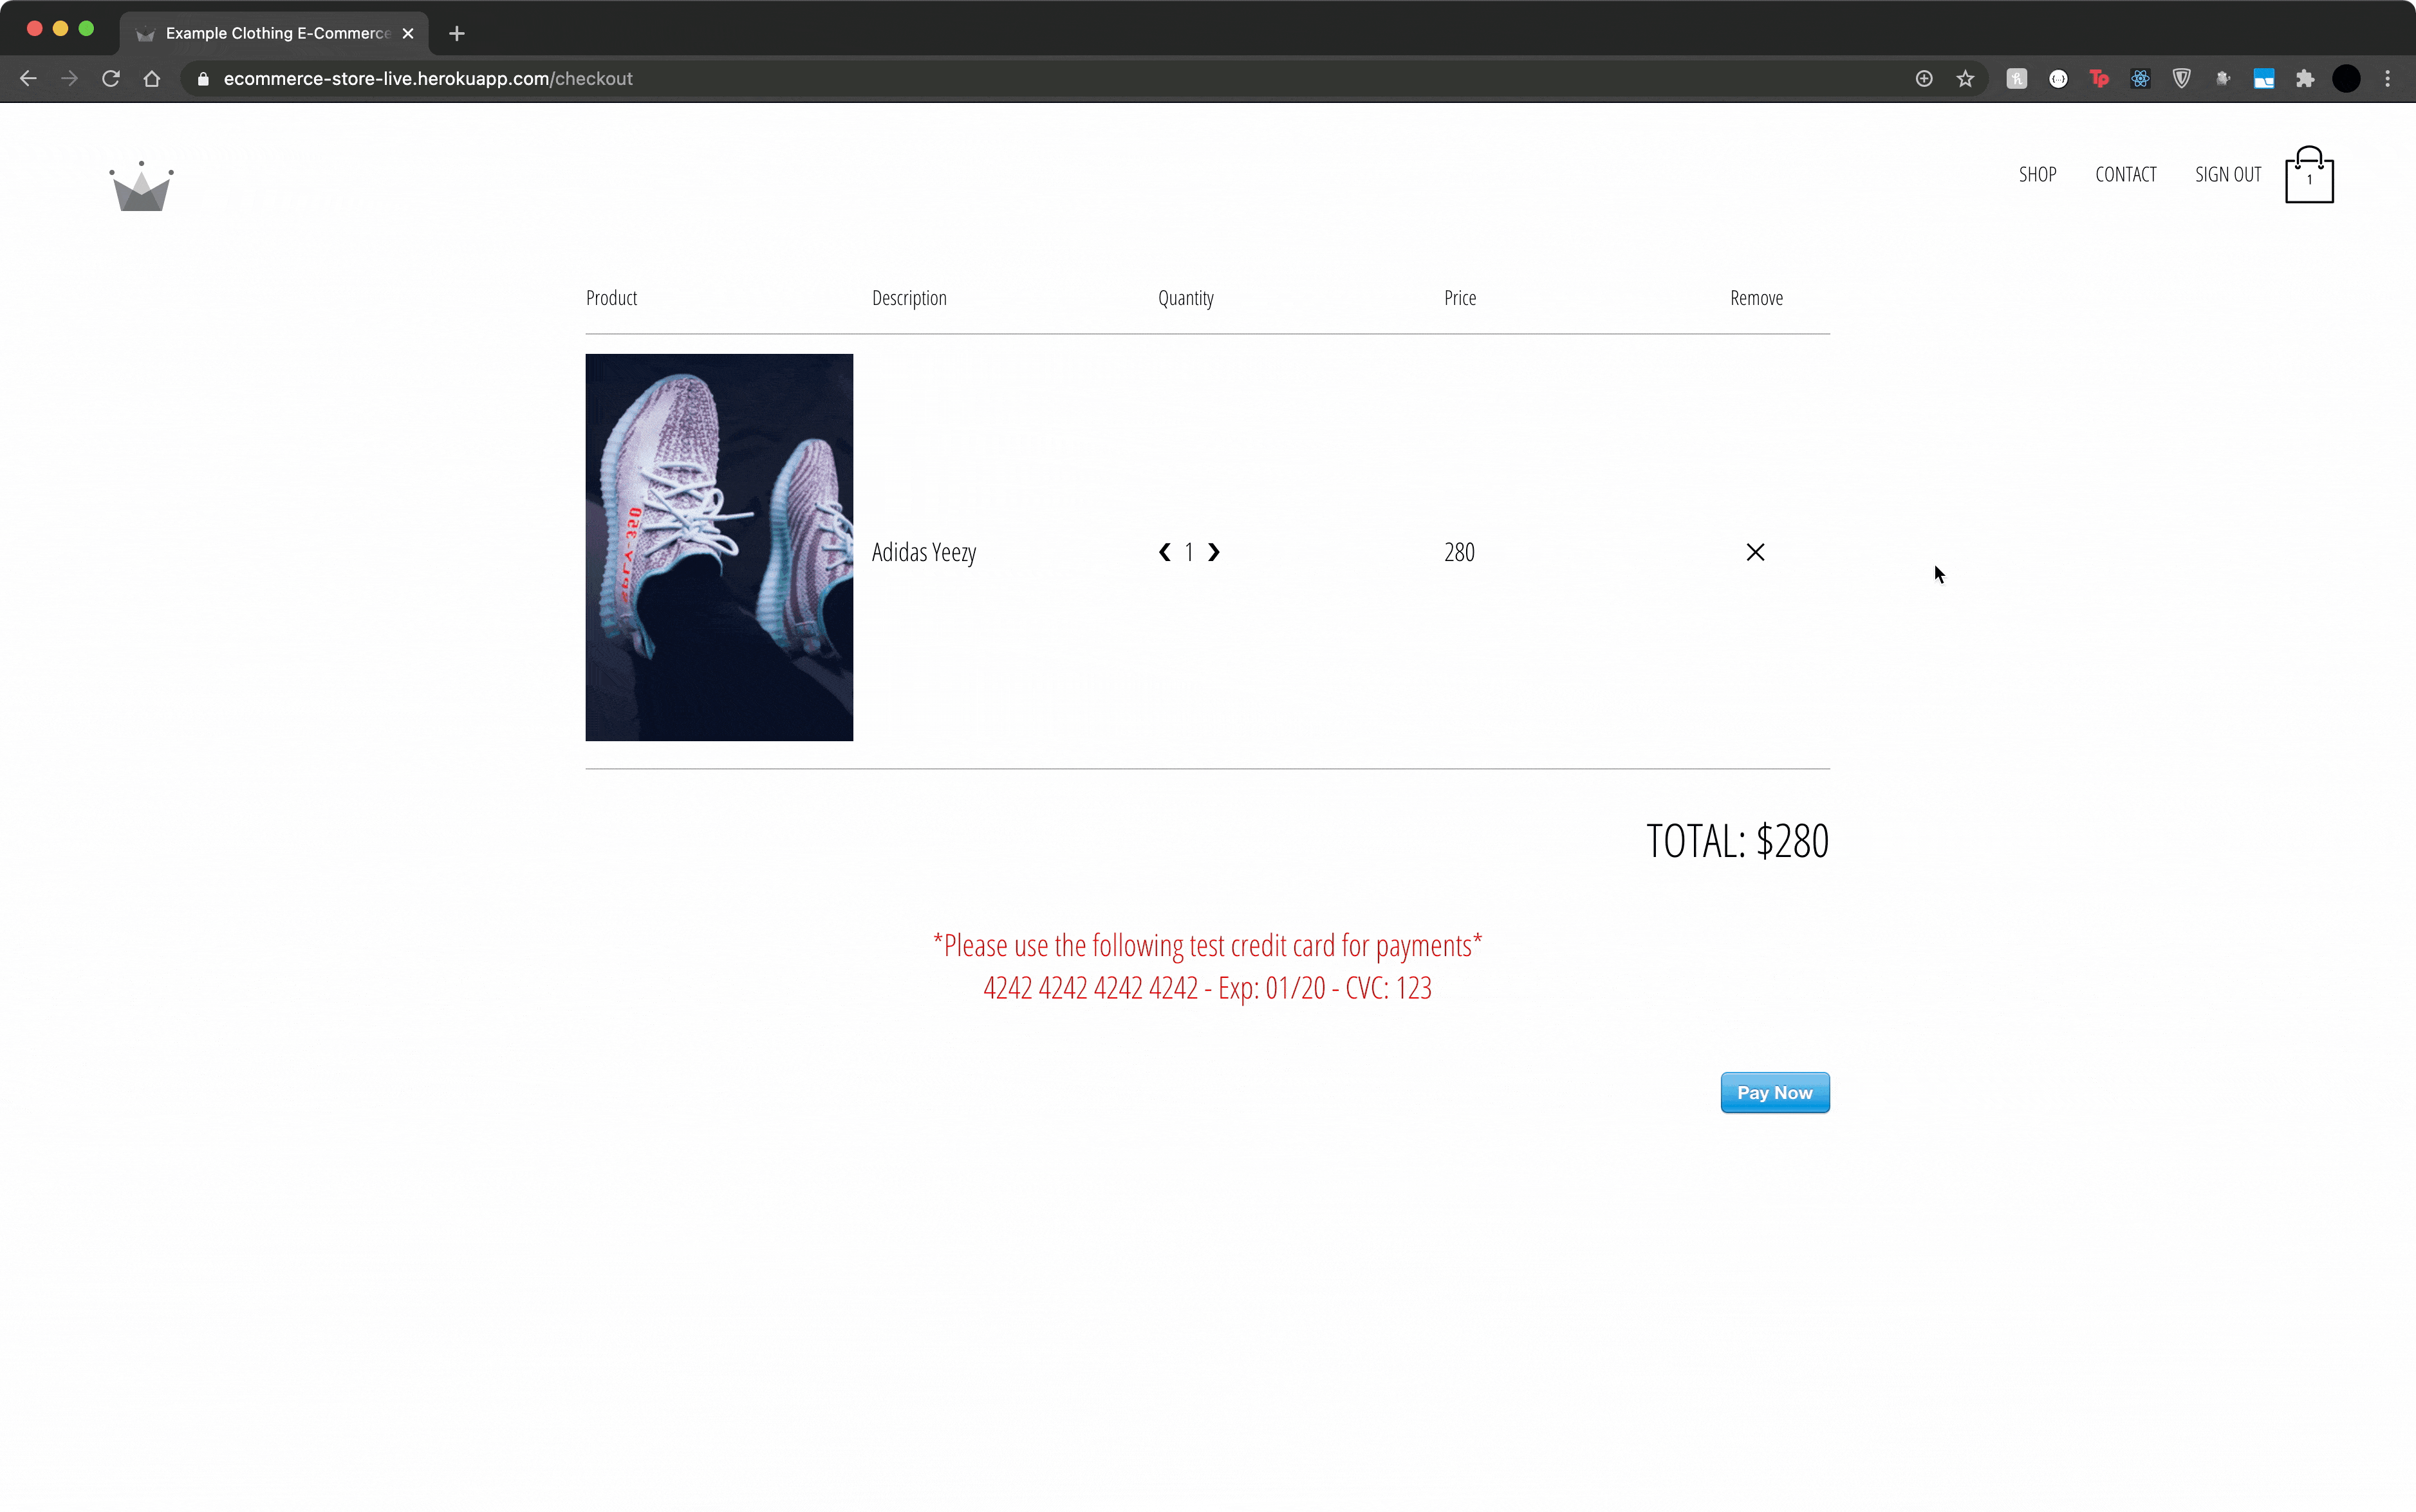 Example Clothing E-Commerce
ecommerce-store-live.herokuapp.com/checkout
SHOP CONTACT SIGN OUT 1
Product Description Quantity Price Remove
Adidas Yeezy ❮ 1 ❯ 280 ✕
TOTAL: $280
*Please use the following test credit card for payments*
4242 4242 4242 4242 - Exp: 01/20 - CVC: 123
Pay Now